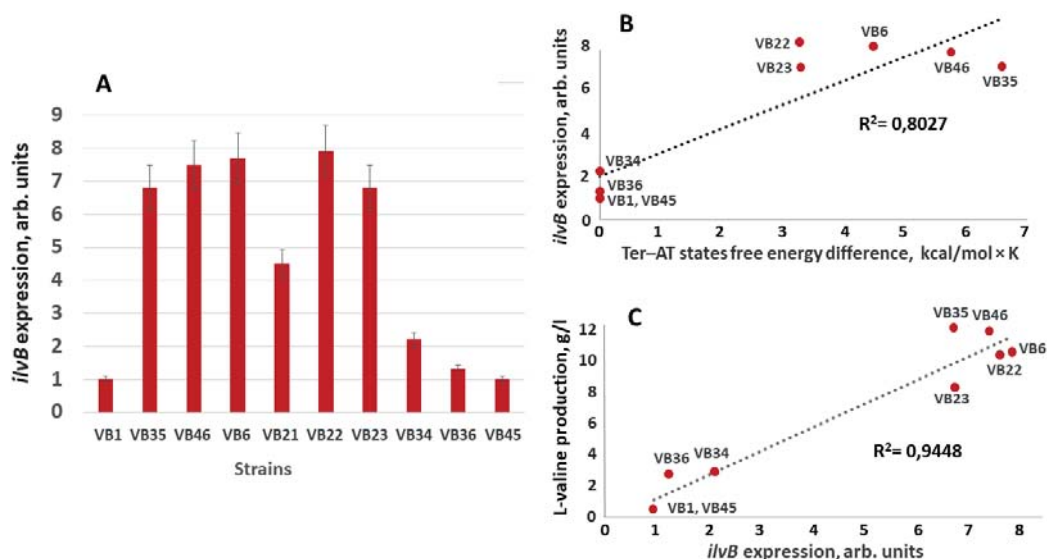 A
ilvB expression, arb. units
9
8
7
6
5
4
3
2
1
0
VB1 VB35 VB46 VB6 VB21 VB22 VB23 VB34 VB36 VB45
Strains
B
ilvB expression, arb. units
8
6
4
2
0
VB22
VB6
VB23
VB46
VB35
R²= 0,8027
VB34
VB36
VB1, VB45
0 1 2 3 4 5 6 7
Ter–AT states free energy difference, kcal/mol × K
C
L-valine production, g/l
12
10
8
6
4
2
0
VB35 VB46
VB6
VB22
VB23
R²= 0,9448
VB36 VB34
VB1, VB45
0 1 2 3 4 5 6 7 8
ilvB expression, arb. units